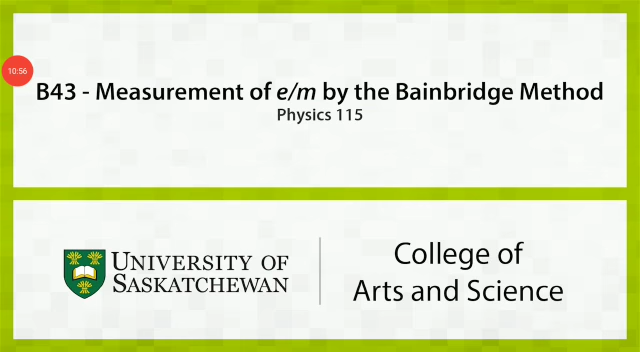 10:56
B43 - Measurement of e/m by the Bainbridge Method
Physics 115
UNIVERSITY OF
SASKATCHEWAN
College of
Arts and Science